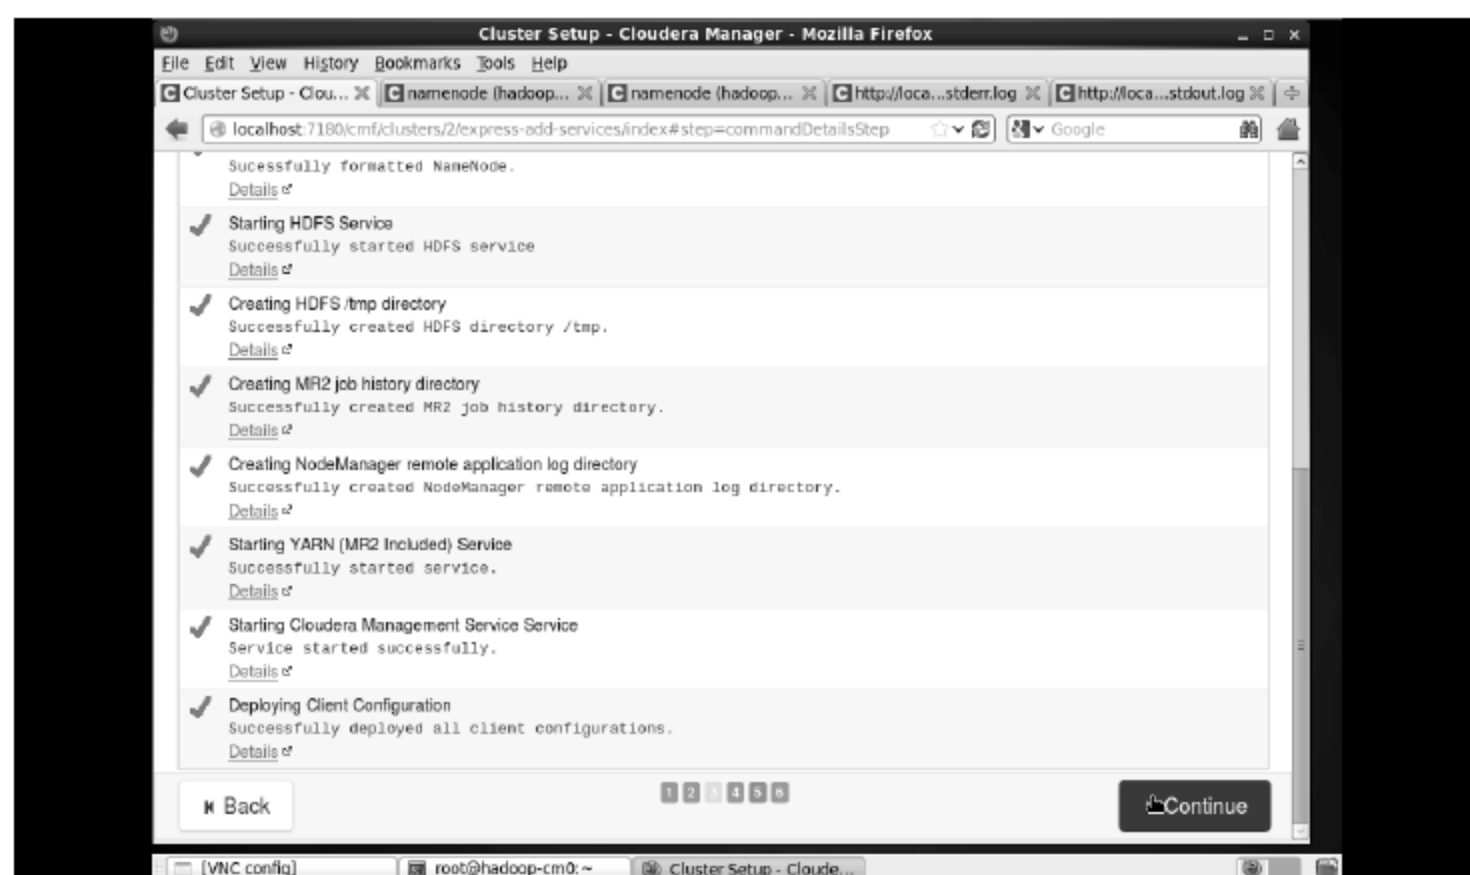 Cluster Setup - Cloudera Manager - Mozilla Firefox
File Edit View History Bookmarks Tools Help
Cluster Setup - Clou... namenode (hadoop... namenode (hadoop... http://loca...stderr.log http://loca...stdout.log
localhost:7180/cmf/clusters/2/express-add-services/index#step=commandDetailsStep Google
Sucessfully formatted NameNode.
Details
Starting HDFS Service
Successfully started HDFS service
Details
Creating HDFS /tmp directory
Successfully created HDFS directory /tmp.
Details
Creating MR2 job history directory
Successfully created MR2 job history directory.
Details
Creating NodeManager remote application log directory
Successfully created NodeManager remote application log directory.
Details
Starting YARN (MR2 Included) Service
Successfully started service.
Details
Starting Cloudera Management Service Service
Service started successfully.
Details
Deploying Client Configuration
Successfully deployed all client configurations.
Details
Back 1 2 3 4 5 6 Continue
[VNC config] root@hadoop-cm0:~ Cluster Setup - Cloude...